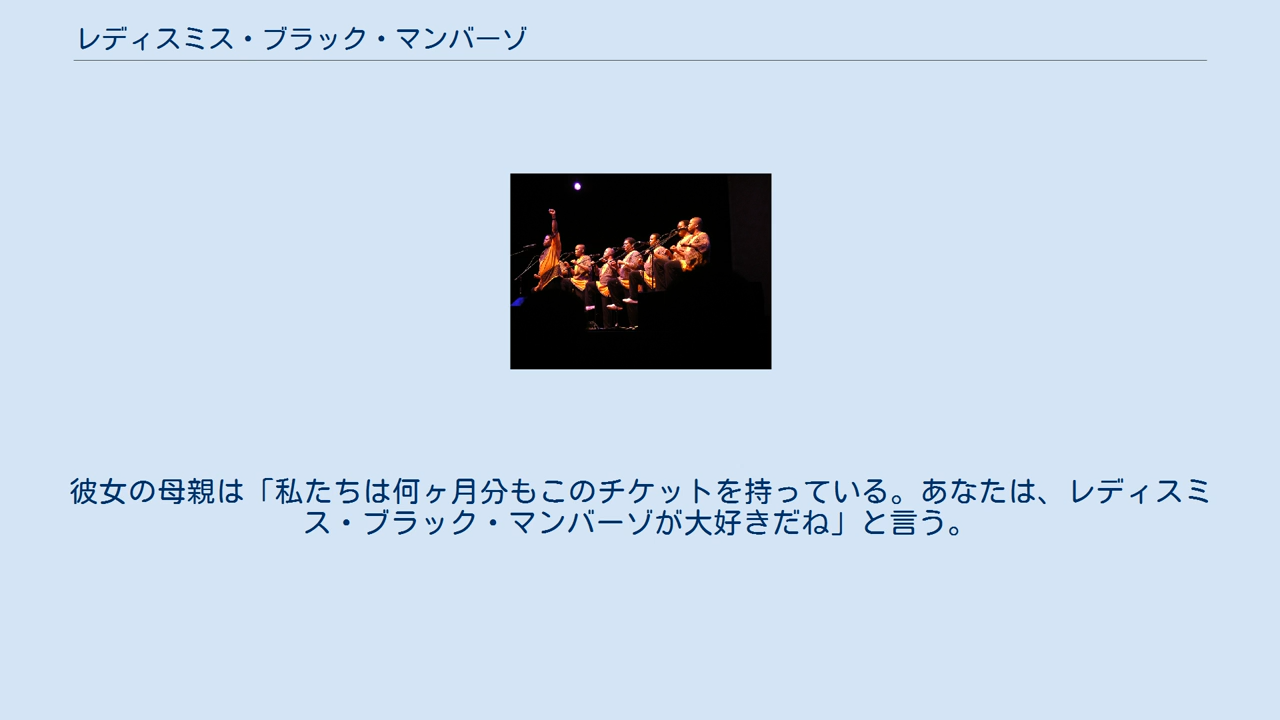 レディスミス・ブラック・マンバーゾ
彼女の母親は「私たちは何ヶ月分もこのチケットを持っている。あなたは、レディスミ
ス・ブラック・マンバーゾが大好きだね」と言う。